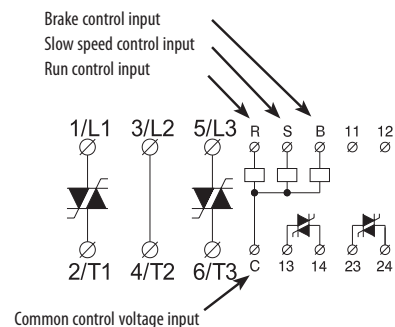 Brake control input
Slow speed control input
Run control input
1/L1 3/L2 5/L3 R S B 11 12
2/T1 4/T2 6/T3 C 13 14 23 24
Common control voltage input